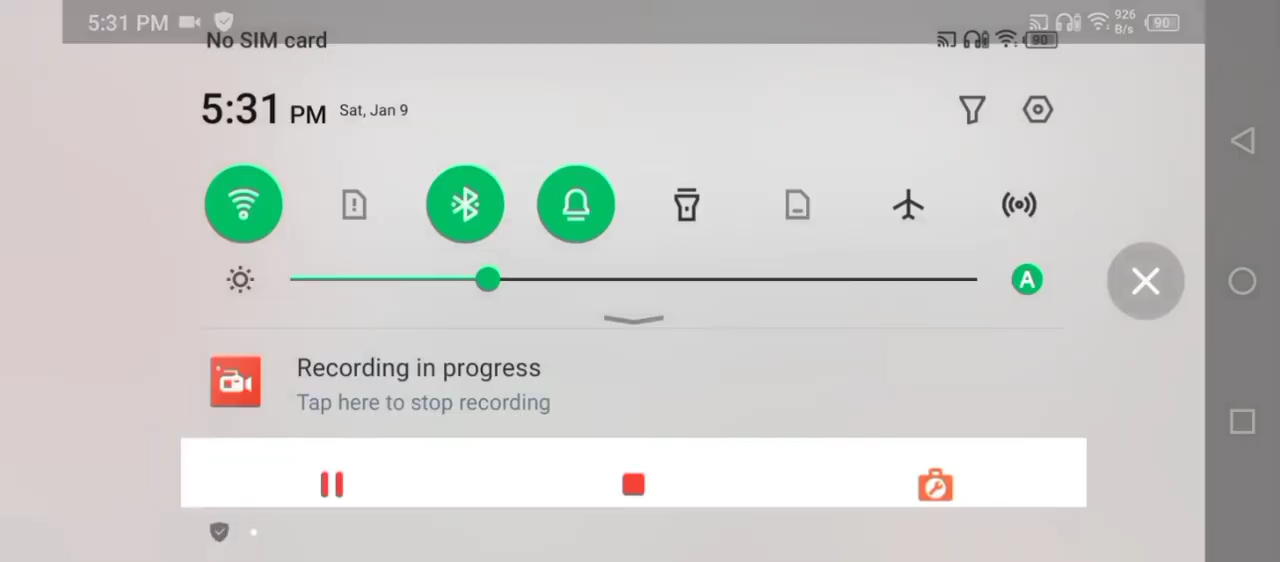 5:31 PM
926
B/s
90
No SIM card
90
5:31 PM Sat, Jan 9
A
Recording in progress
Tap here to stop recording